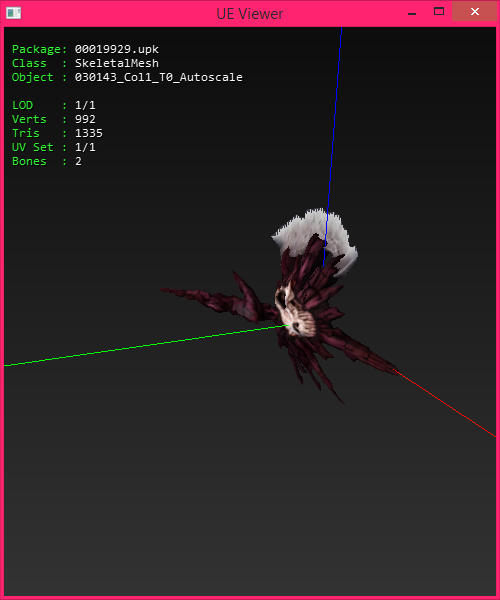 UE Viewer
Package: 00019929.upk
Class  : SkeletalMesh
Object : 030143_Col1_T0_Autoscale
LOD    : 1/1
Verts  : 992
Tris   : 1335
UV Set : 1/1
Bones  : 2